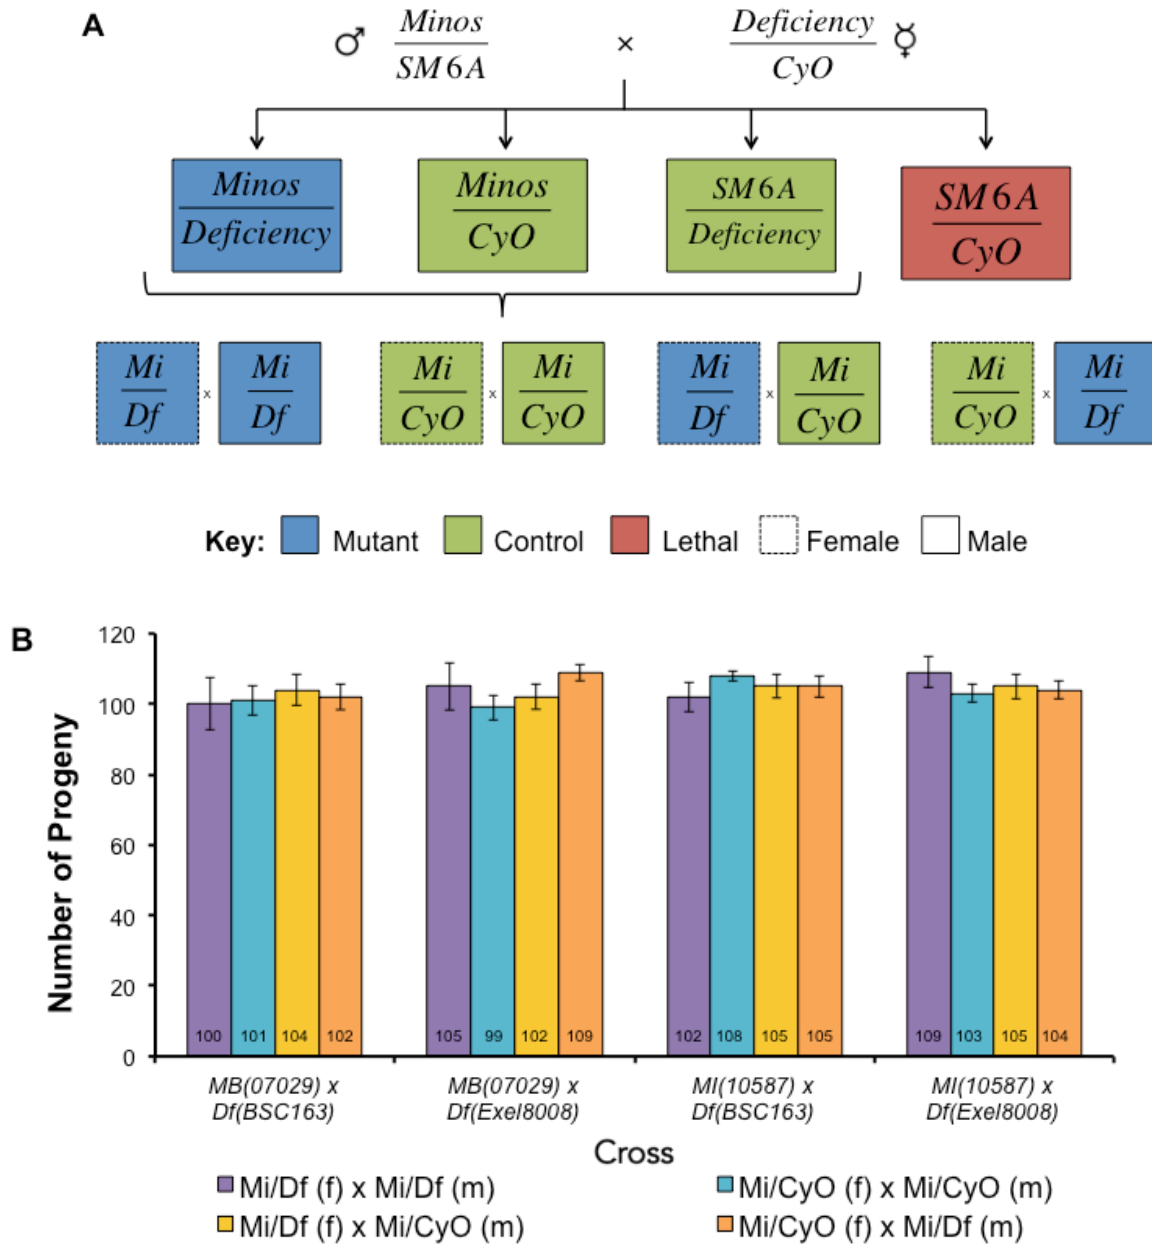 A
♂ Minos × Deficiency ☿
SM6A CyO
Minos Minos SM6A SM6A
Deficiency CyO Deficiency CyO
Mi x Mi Mi x Mi Mi x Mi Mi x Mi
Df Df CyO CyO Df CyO CyO Df
Key: Mutant Control Lethal Female Male
B
Number of Progeny
120
100
80
60
40
20
0
100 101 104 102 105 99 102 109 102 108 105 105 109 103 105 104
MB(07029) x MB(07029) x MI(10587) x MI(10587) x
Df(BSC163) Df(Exel8008) Df(BSC163) Df(Exel8008)
Cross
Mi/Df (f) x Mi/Df (m) Mi/CyO (f) x Mi/CyO (m)
Mi/Df (f) x Mi/CyO (m) Mi/CyO (f) x Mi/Df (m)